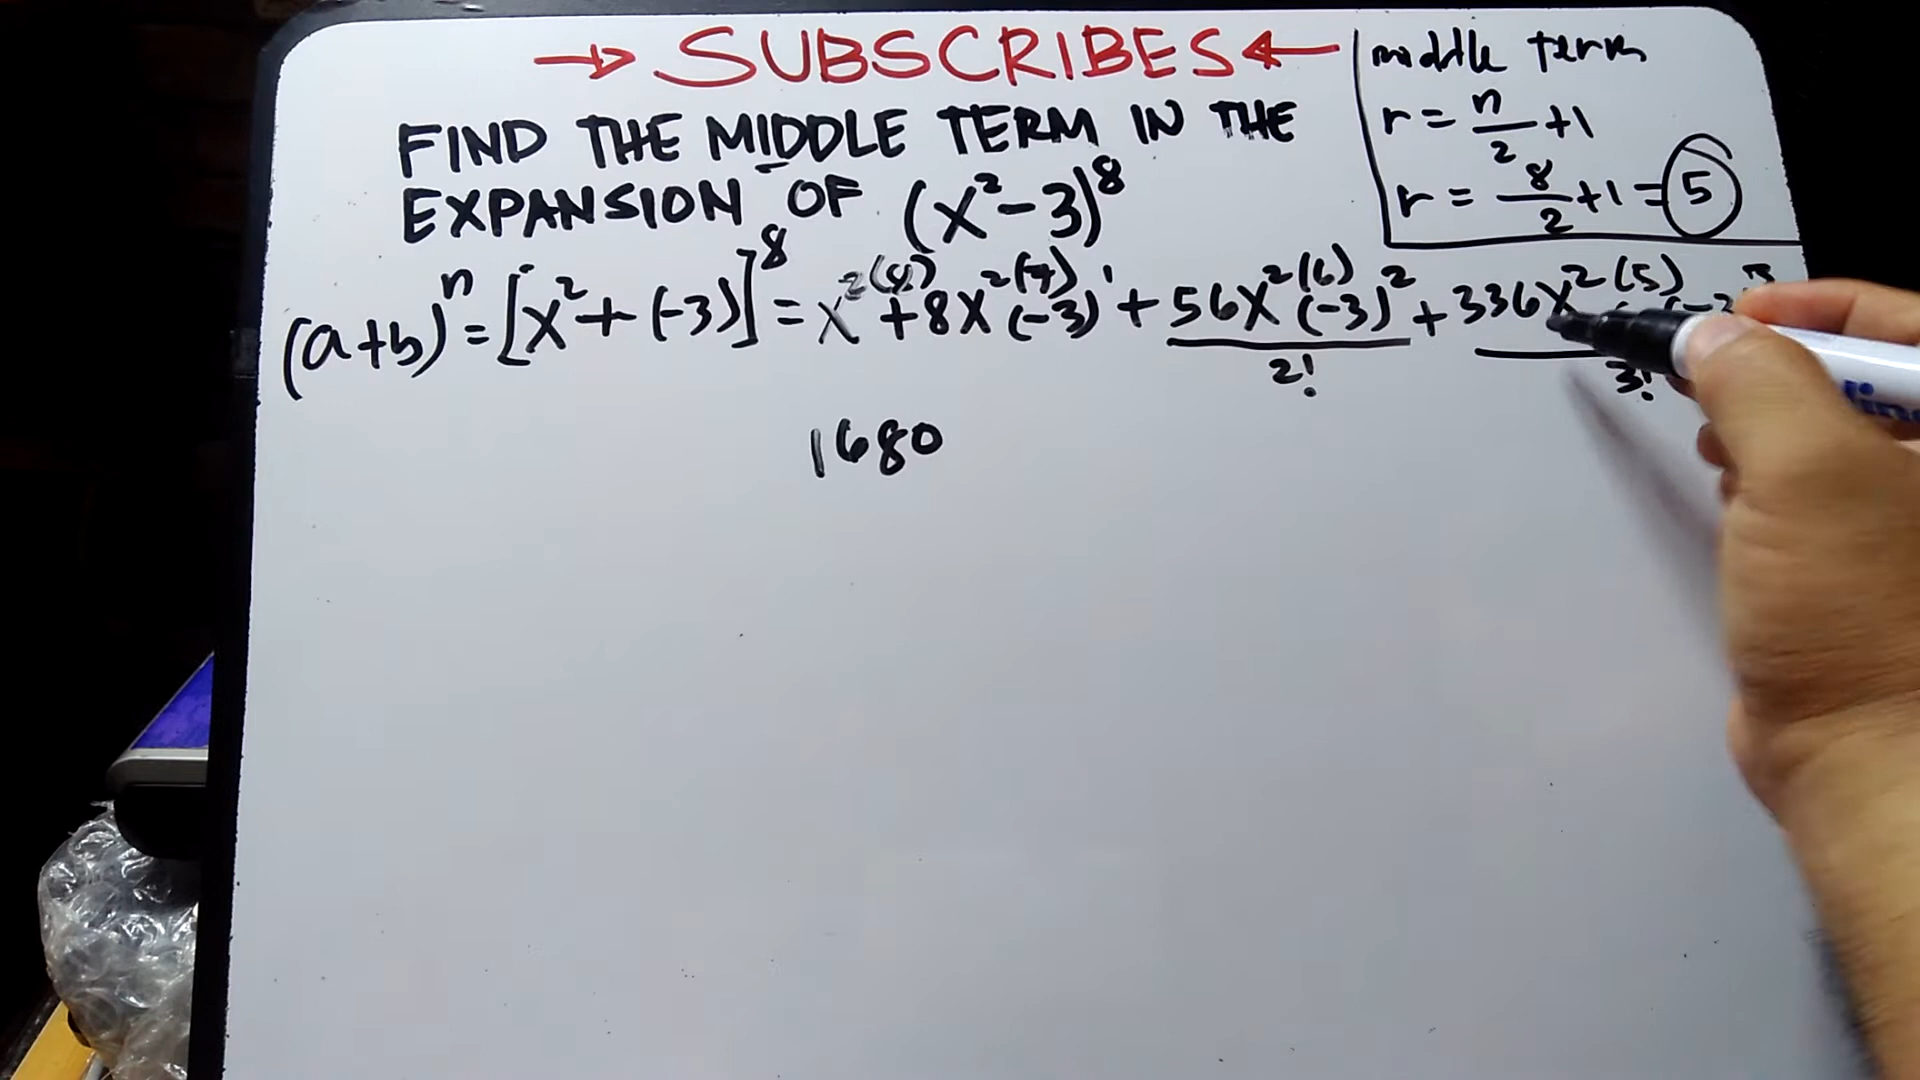 → SUBSCRIBES ←
FIND THE MIDDLE TERM IN THE
EXPANSION OF (x² - 3)⁸
middle term
r = n/2 + 1
r = 8/2 + 1 = 5
(a+b)ⁿ = [x² + (-3)]⁸ = x²⁽⁸⁾ + 8x²⁽⁷⁾(-3)¹ + 56x²⁽⁶⁾(-3)²/2! + 336x²⁽⁵⁾(-3)³/3!
1680